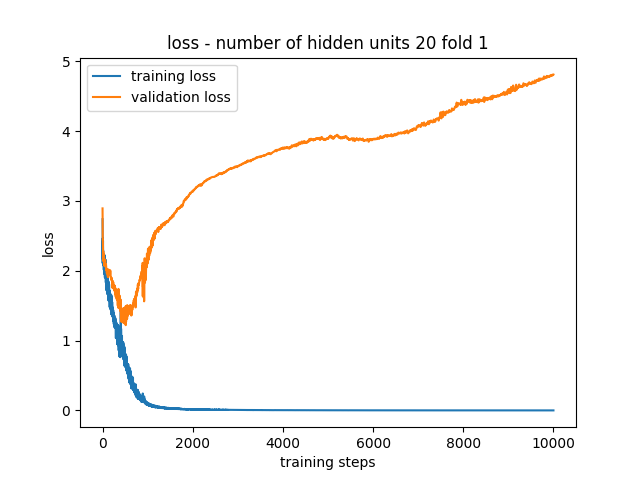 loss - number of hidden units 20 fold 1
training loss
validation loss
5
4
3
2
1
0
loss
0 2000 4000 6000 8000 10000
training steps